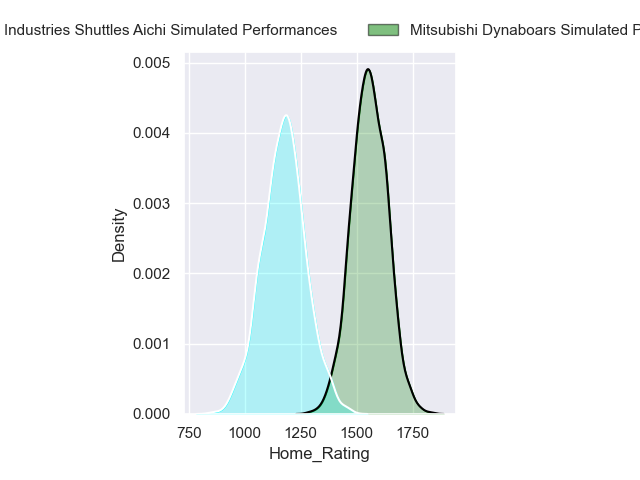 Industries Shuttles Aichi Simulated Performances
Mitsubishi Dynaboars Simulated P
0.005
0.004
0.003
0.002
0.001
0.000
Density
750 1000 1250 1500 1750
Home_Rating